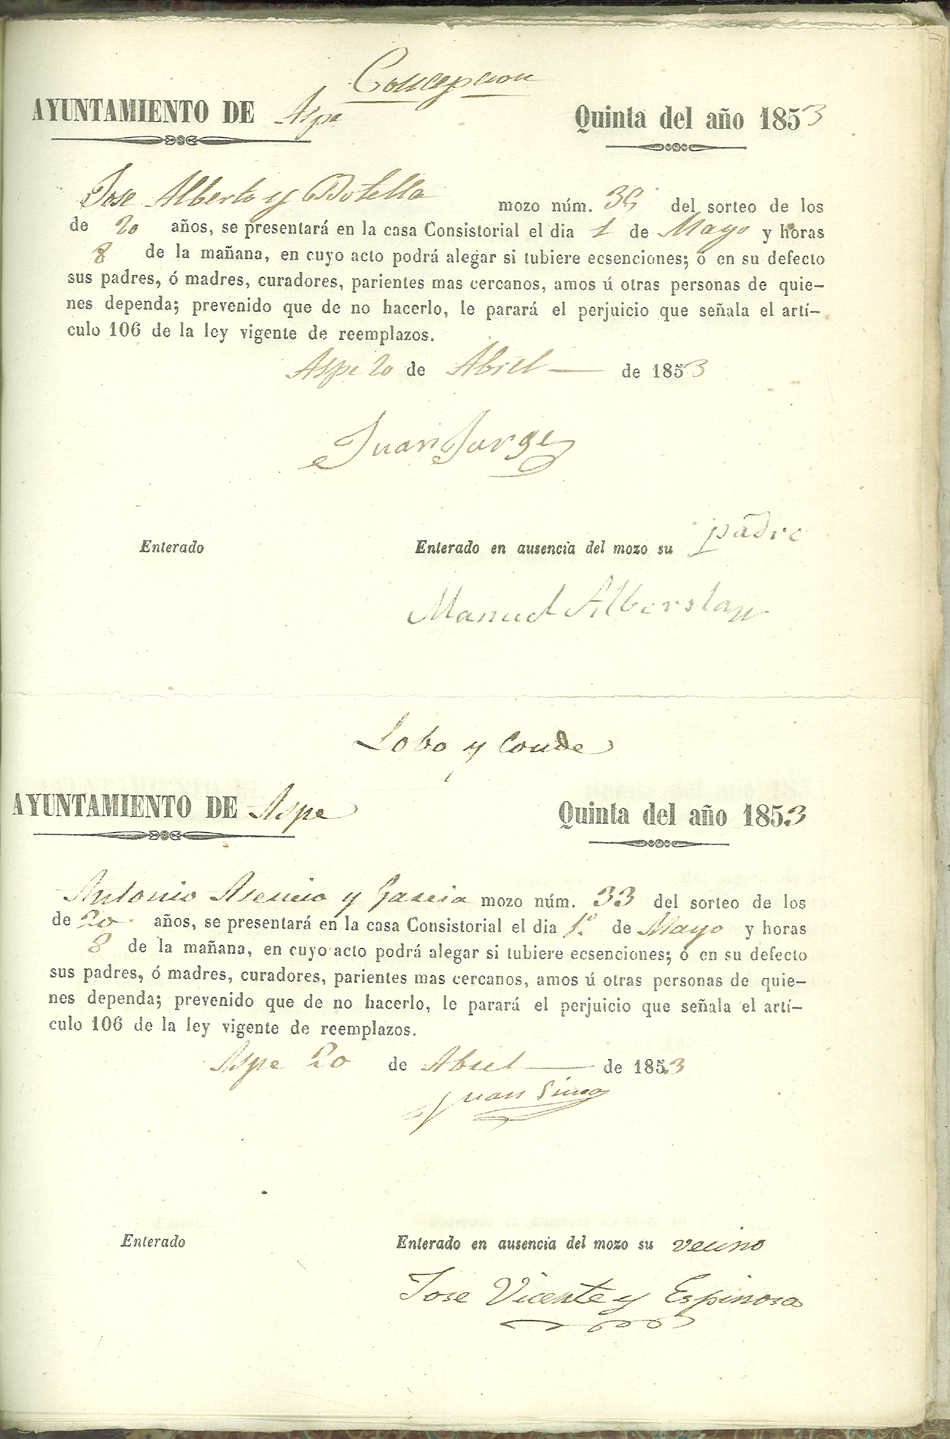 Concepcion
AYUNTAMIENTO DE Aspe Quinta del año 1853
Jose Alberto y Botella mozo núm. del sorteo de los
de 20 años, se presentará en la casa Consistorial el dia 1 de Mayo y horas
8 de la mañana, en cuyo acto podrá alegar si tubiere ecsenciones; ó en su defecto
sus padres, ó madres, curadores, parientes mas cercanos, amos ú otras personas de quie-
nes dependa; prevenido que de no hacerlo, le parará el perjuicio que señala el artí-
culo 106 de la ley vigente de reemplazos.
Aspe 20 de Abril de 1853
Juan Jorge
Enterado Enterado en ausencia del mozo su padre
Manuel
Lobo y Conde
AYUNTAMIENTO DE Aspe Quinta del año 1853
Antonio Asencio y Garcia mozo núm. 33 del sorteo de los
de 20 años, se presentará en la casa Consistorial el dia 1º de Mayo y horas
8 de la mañana, en cuyo acto podrá alegar si tubiere ecsenciones; ó en su defecto
sus padres, ó madres, curadores, parientes mas cercanos, amos ú otras personas de quie-
nes dependa; prevenido que de no hacerlo, le parará el perjuicio que señala el artí-
culo 106 de la ley vigente de reemplazos.
Aspe 20 de Abril de 1853
Juan
Enterado Enterado en ausencia del mozo su vecino
Jose Vicente y Espinosa